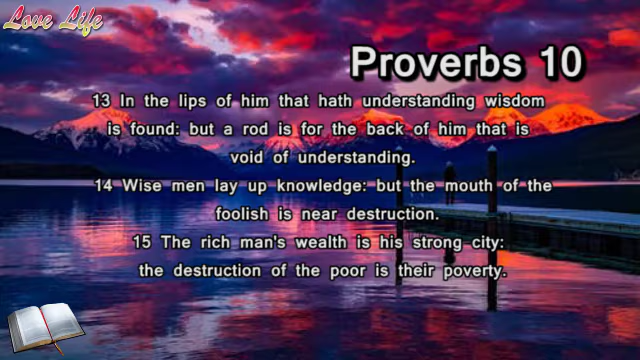 Love Life
Proverbs 10
13 In the lips of him that hath understanding wisdom
is found: but a rod is for the back of him that is
void of understanding.
14 Wise men lay up knowledge: but the mouth of the
foolish is near destruction.
15 The rich man's wealth is his strong city:
the destruction of the poor is their poverty.